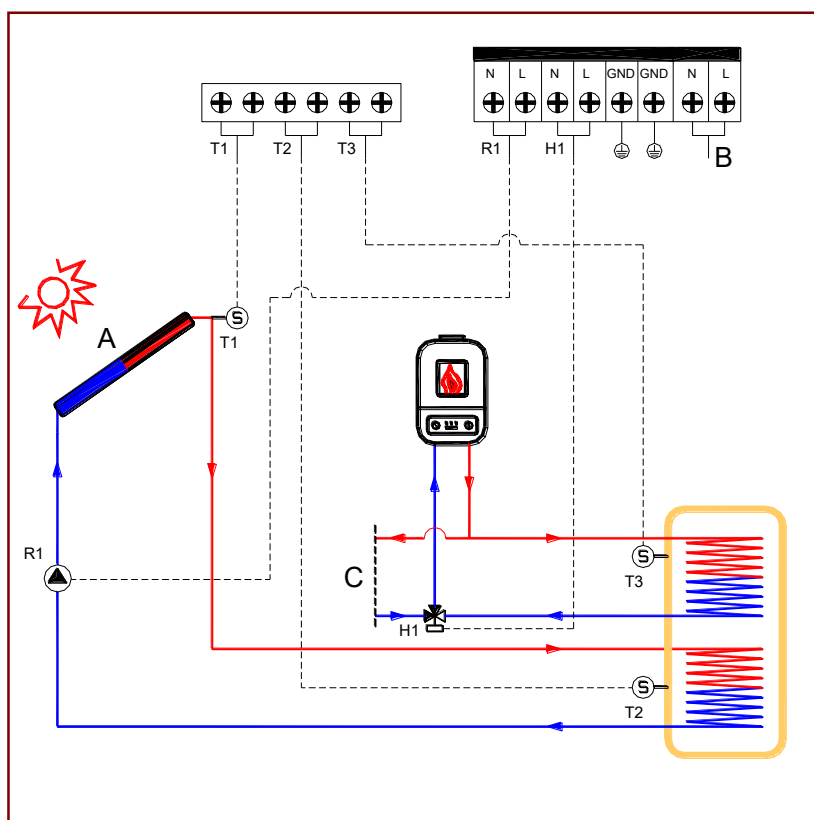 N L N L GND GND N L
T1 T2 T3 R1 H1 B
A
S
T1
R1
C
S
T3
H1
S
T2